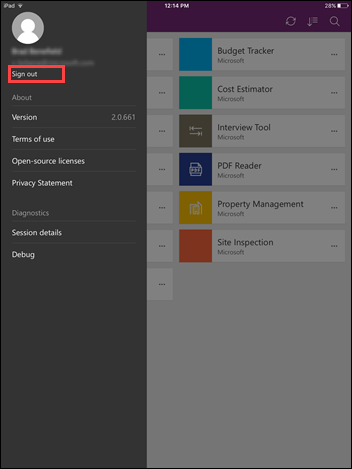 iPad
12:14 PM
28%
Sign out
About
Version 2.0.661
Terms of use
Open-source licenses
Privacy Statement
Diagnostics
Session details
Debug
Budget Tracker
Microsoft
Cost Estimator
Microsoft
Interview Tool
Microsoft
PDF Reader
Microsoft
Property Management
Microsoft
Site Inspection
Microsoft